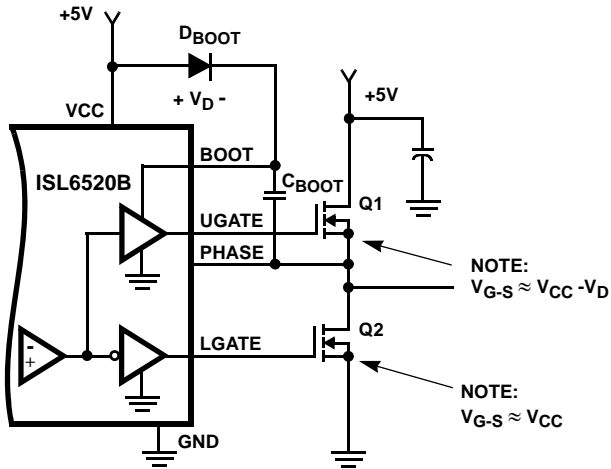 +5V
DBOOT
+ VD -
VCC
+5V
BOOT
ISL6520B
CBOOT
UGATE
Q1
PHASE
NOTE:
VG-S ≈ VCC -VD
-
+
LGATE
Q2
NOTE:
VG-S ≈ VCC
GND